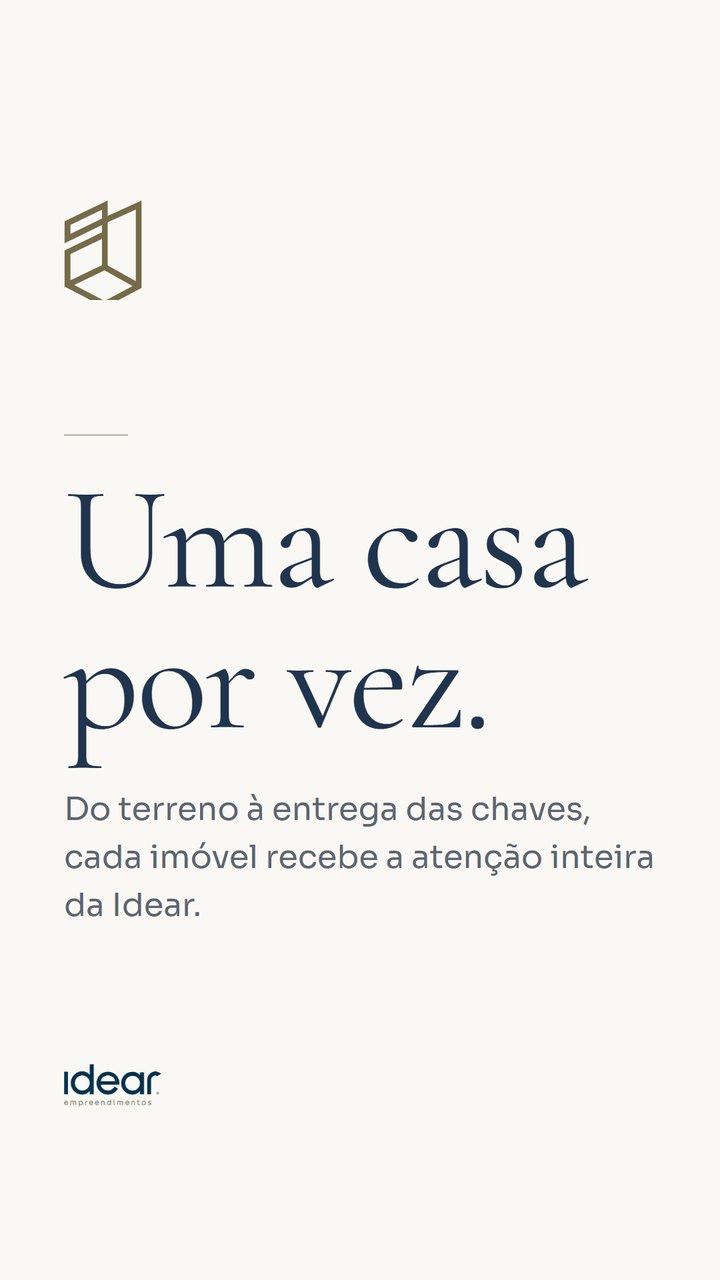 Uma casa
por vez.
Do terreno à entrega das chaves,
cada imóvel recebe a atenção inteira
da Idear.
idear.
empreendimentos